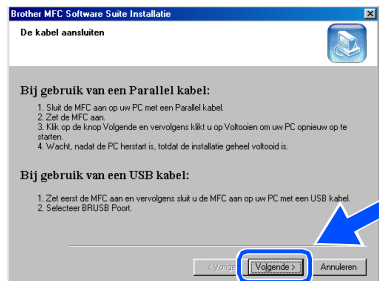 Brother MFC Software Suite Installatie
De kabel aansluiten
Bij gebruik van een Parallel kabel:
1. Sluit de MFC aan op uw PC met een Parallel kabel.
2. Zet de MFC aan.
3. Klik op de knop Volgende en vervolgens klikt u op Voltooien om uw PC opnieuw op te
starten.
4. Wacht, nadat de PC herstart is, totdat de installatie geheel voltooid is.
Bij gebruik van een USB kabel:
1. Zet eerst de MFC aan en vervolgens sluit u de MFC aan op uw PC met een USB kabel.
2. Selecteer BRUSB Poort.
< Vorige
Volgende >
Annuleren